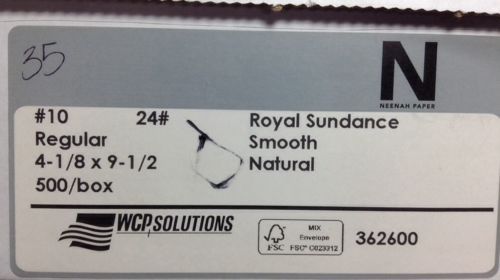 35
N
NEENAH PAPER
#10 24# Royal Sundance
Regular Smooth
4-1/8 x 9-1/2 Natural
500/box
WCP SOLUTIONS
FSC
MIX
Envelope
FSC® C023312
362600